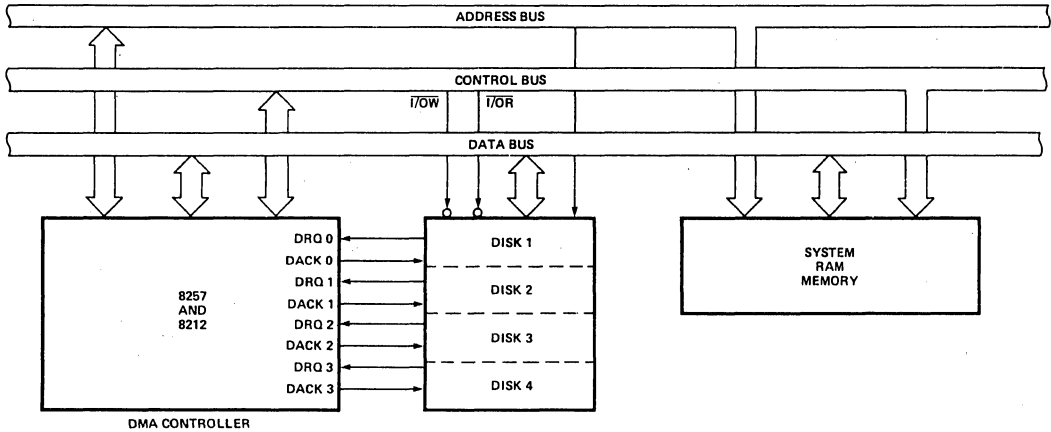 ADDRESS BUS
CONTROL BUS
I/OW
I/OR
DATA BUS
DRQ 0
DACK 0
DRQ 1
DACK 1
DRQ 2
DACK 2
DRQ 3
DACK 3
8257
AND
8212
DISK 1
DISK 2
DISK 3
DISK 4
SYSTEM
RAM
MEMORY
DMA CONTROLLER